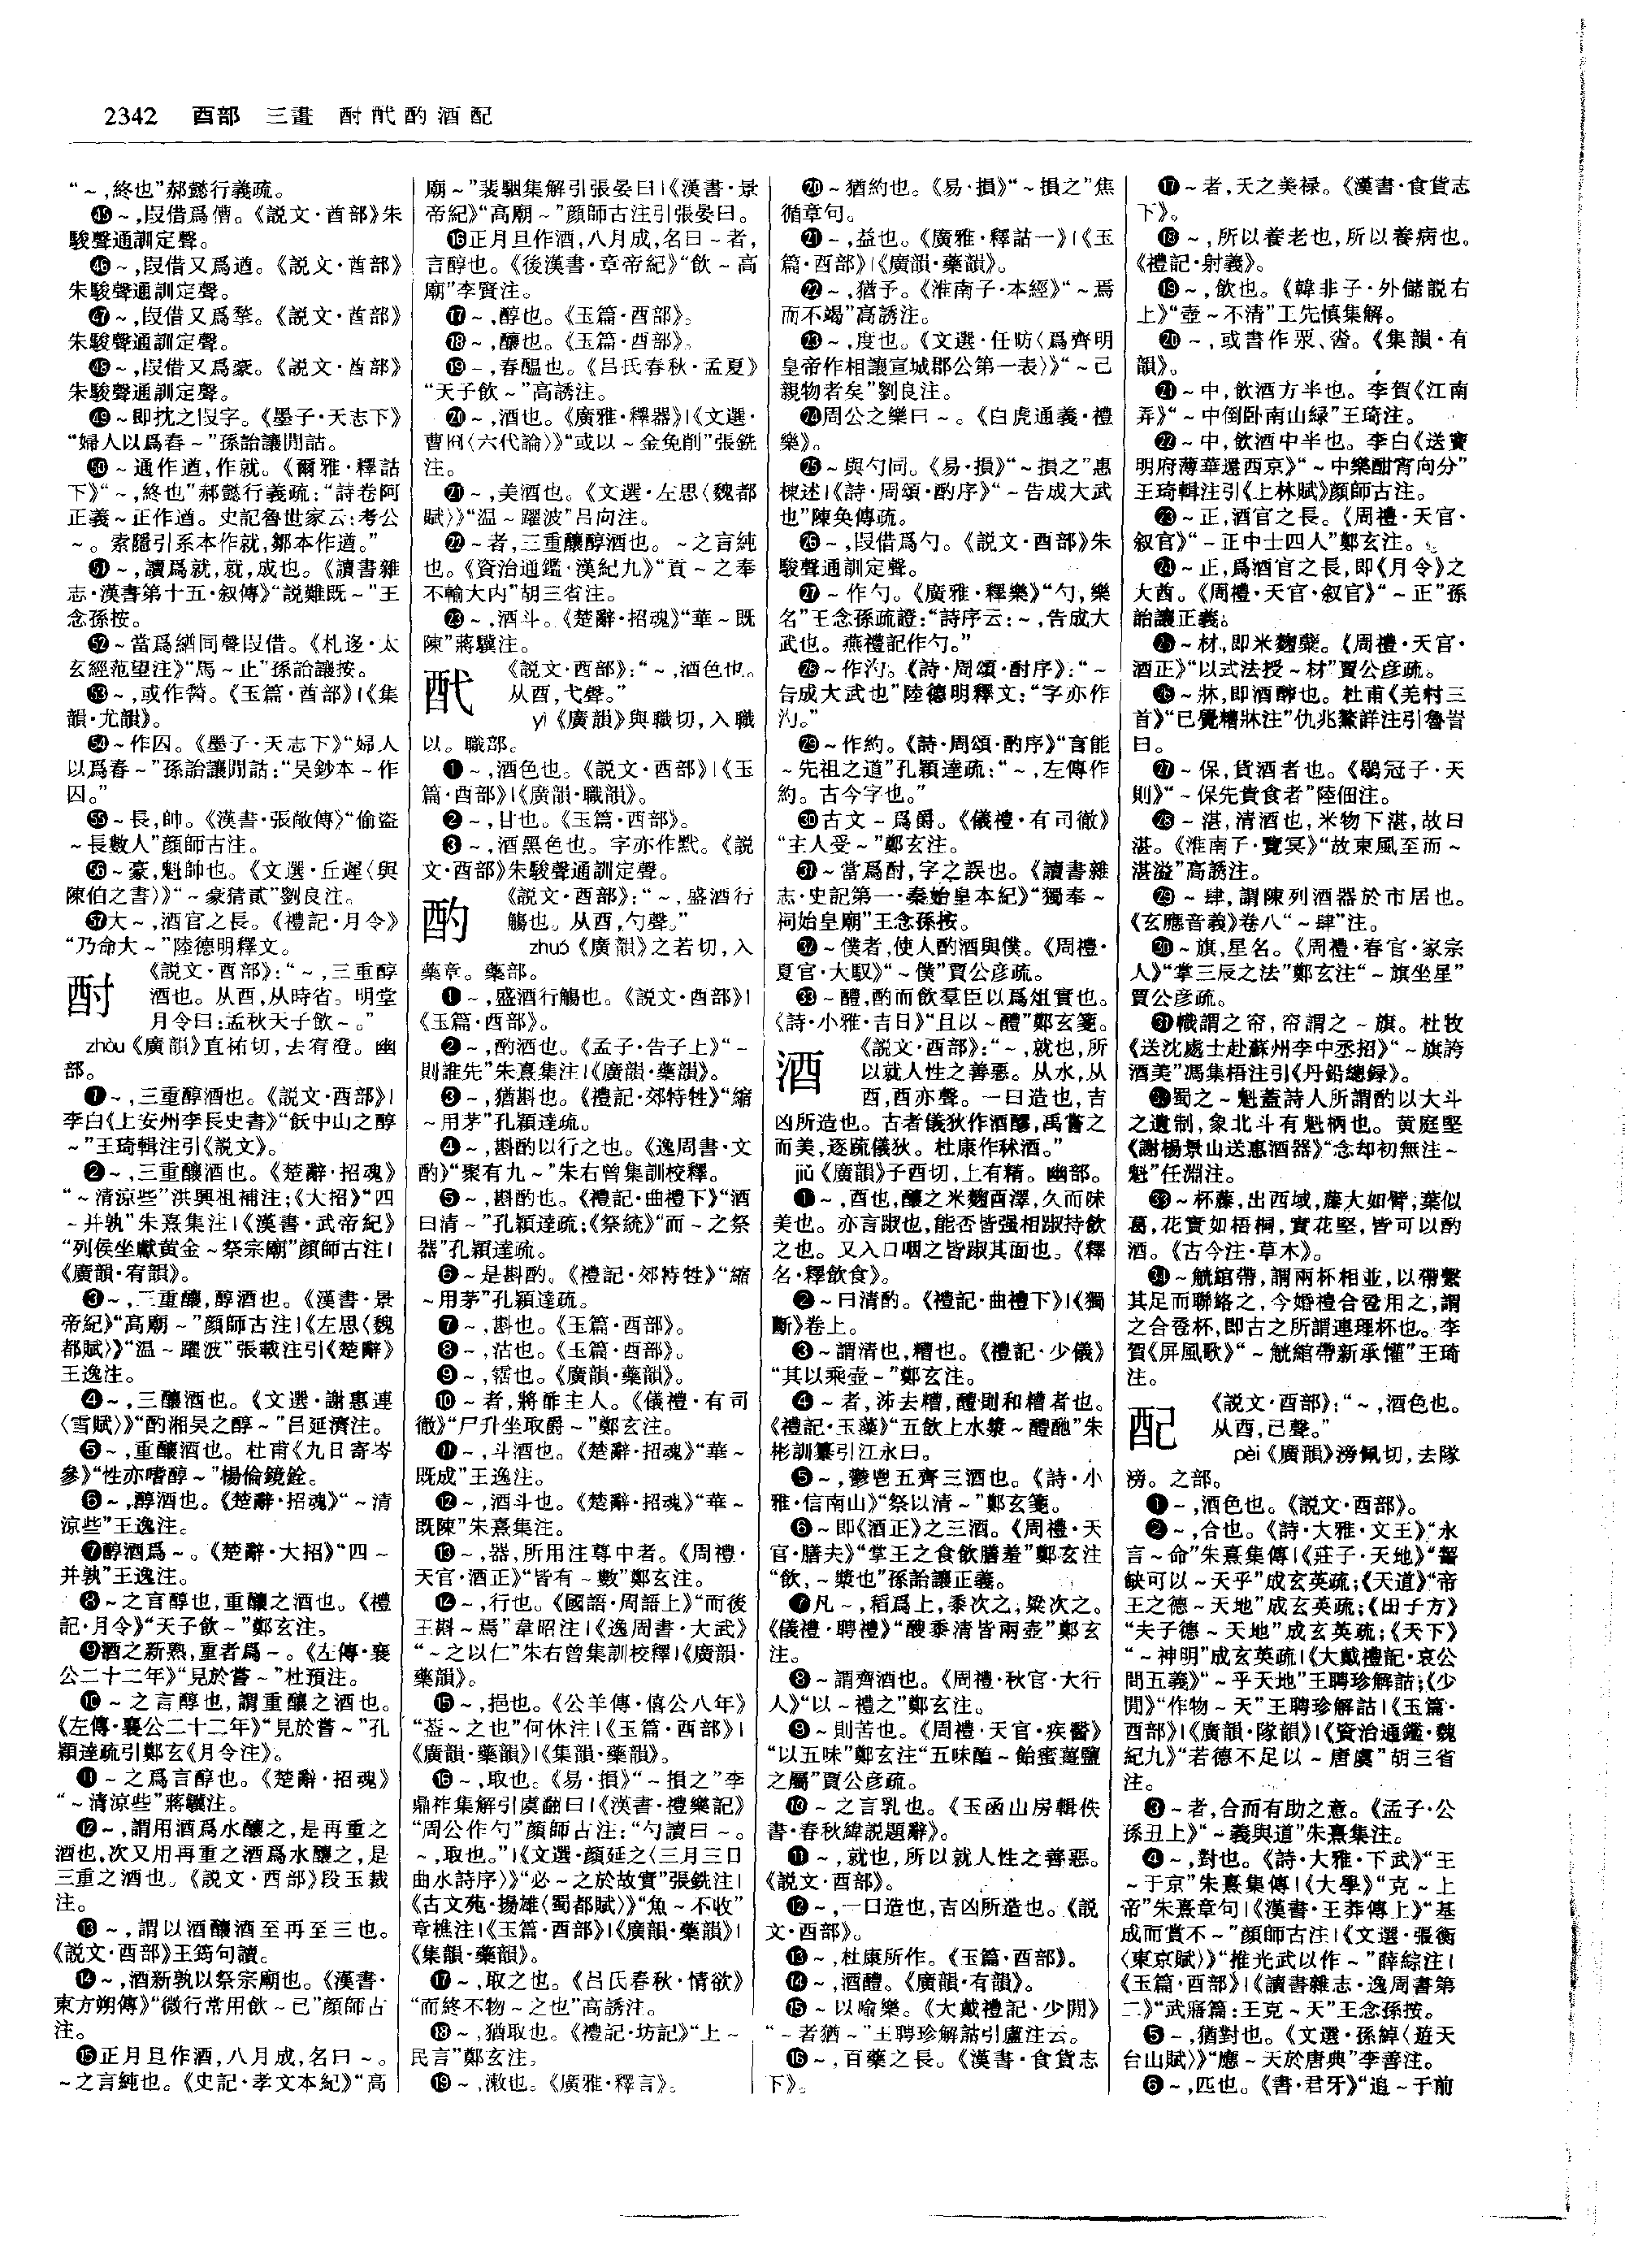 2342 酉部 三畫 酎酖酌酒配
“～,終也”郝懿行義疏。
㊺～,叚借爲僧。《説文·酋部》朱
駿聲通訓定聲。
㊻～,叚借又爲遒。《説文·酋部》
朱駿聲通訓定聲。
㊼～,叚借又爲揫。《説文·酋部》
朱駿聲通訓定聲。
㊽～,叚借又爲豪。《説文·酋部》
朱駿聲通訓定聲。
㊾～即抗之叚字。《墨子·天志下》
“婦人以爲舂～”孫詒讓閒詁。
㊿～通作遒,作就。《爾雅·釋詁
下》“～,終也”郝懿行義疏:“詩卷阿
正義～正作遒。史記魯世家云:考公
～。索隱引系本作就,鄒本作遒。”
51～,讀爲就,就,成也。《讀書雜
志·漢書第十五·叙傳》“説難既～”王
念孫按。
52～當爲緧同聲叚借。《札迻·太
玄經范望注》“馬～止”孫詒讓按。
53～,或作醔。《玉篇·酋部》|《集
韻·尤韻》。
54～作囚。《墨子·天志下》“婦人
以爲舂～”孫詒讓閒詁:“吴鈔本～作
囚。”
55～長,帥。《漢書·張敞傳》“偷盗
～長數人”顔師古注。
56～豪,魁帥也。《文選·丘遲〈與
陳伯之書〉》“～豪猜貳”劉良注。
57大～,酒官之長。《禮記·月令》
“乃命大～”陸德明釋文。
酎
《説文·酉部》:“～,三重醇
酒也。从酉,从時省。明堂
月令曰:孟秋天子飲～。”
zhòu《廣韻》直祐切,去宥澄。幽
部。
❶～,三重醇酒也。《説文·酉部》|
李白《上安州李長史書》“飫中山之醇
～”王琦輯注引《説文》。
❷～,三重釀酒也。《楚辭·招魂》
“～清涼些”洪興祖補注;《大招》“四
～并孰”朱熹集注|《漢書·武帝紀》
“列侯坐獻黄金～祭宗廟”顔師古注|
《廣韻·宥韻》。
❸～,三重釀,醇酒也。《漢書·景
帝紀》“高廟～”顔師古注|《左思〈魏
都賦〉》“温～躍波”張載注引《楚辭》
王逸注。
❹～,三釀酒也。《文選·謝惠連
〈雪賦〉》“酌湘吴之醇～”吕延濟注。
❺～,重釀酒也。杜甫《九日寄岑
參》“性亦嗜醇～”楊倫鏡銓。
❻～,醇酒也。《楚辭·招魂》“～清
涼些”王逸注。
❼醇酒爲～。《楚辭·大招》“四～
并孰”王逸注。
❽～之言醇也,重釀之酒也。《禮
記·月令》“天子飲～”鄭玄注。
❾酒之新熟,重者爲～。《左傳·襄
公二十二年》“見於嘗～”杜預注。
❿～之言醇也,謂重釀之酒也。
《左傳·襄公二十二年》“見於嘗～”孔
穎達疏引鄭玄《月令注》。
⓫～之爲言醇也。《楚辭·招魂》
“～清涼些”蔣驥注。
⓬～,謂用酒爲水釀之,是再重之
酒也,次又用再重之酒爲水釀之,是
三重之酒也。《説文·酉部》段玉裁
注。
⓭～,謂以酒釀酒至再至三也。
《説文·酉部》王筠句讀。
⓮～,酒新孰以祭宗廟也。《漢書·
東方朔傳》“微行常用飲～已”顔師古
注。
⓯正月旦作酒,八月成,名曰～。
～之言純也。《史記·孝文本紀》“高
廟～”裴駰集解引張晏曰|《漢書·景
帝紀》“高廟～”顔師古注引張晏曰。
⓰正月旦作酒,八月成,名曰～者,
言醇也。《後漢書·章帝紀》“飲～高
廟”李賢注。
⓱～,醇也。《玉篇·酉部》。
⓲～,釀也。《玉篇·酉部》。
⓳～,春醖也。《吕氏春秋·孟夏》
“天子飲～”高誘注。
⓴～,酒也。《廣雅·釋器》|《文選·
曹冏〈六代論〉》“或以～金免削”張銑
注。
㉑～,美酒也。《文選·左思〈魏都
賦〉》“温～躍波”吕向注。
㉒～者,三重釀醇酒也。～之言純
也。《資治通鑑·漢紀九》“貢～之奉
不輸大内”胡三省注。
㉓～,酒斗。《楚辭·招魂》“華～既
陳”蔣驥注。
酖
《説文·酉部》:“～,酒色也。
从酉,弋聲。”
yì《廣韻》與職切,入職
以。職部。
❶～,酒色也。《説文·酉部》|《玉
篇·酉部》|《廣韻·職韻》。
❷～,甘也。《玉篇·酉部》。
❸～,酒黑色也。字亦作黓。《説
文·酉部》朱駿聲通訓定聲。
酌
《説文·酉部》:“～,盛酒行
觴也。从酉,勺聲。”
zhuó《廣韻》之若切,入
藥章。藥部。
❶～,盛酒行觴也。《説文·酉部》|
《玉篇·酉部》。
❷～,酌酒也。《孟子·告子上》“～
則誰先”朱熹集注|《廣韻·藥韻》。
❸～,猶斟也。《禮記·郊特牲》“縮
～用茅”孔穎達疏。
❹～,斟酌以行之也。《逸周書·文
酌》“聚有九～”朱右曾集訓校釋。
❺～,斟酌也。《禮記·曲禮下》“酒
曰清～”孔穎達疏;《祭統》“而～之祭
器”孔穎達疏。
❻～是斟酌。《禮記·郊特牲》“縮
～用茅”孔穎達疏。
❼～,斟也。《玉篇·酉部》。
❽～,沽也。《玉篇·酉部》。
❾～,霑也。《廣韻·藥韻》。
❿～者,將酢主人。《儀禮·有司
徹》“尸升坐取爵～”鄭玄注。
⓫～,斗酒也。《楚辭·招魂》“華～
既成”王逸注。
⓬～,酒斗也。《楚辭·招魂》“華～
既陳”朱熹集注。
⓭～,器,所用注尊中者。《周禮·
天官·酒正》“皆有～數”鄭玄注。
⓮～,行也。《國語·周語上》“而後
王斟～焉”韋昭注|《逸周書·大武》
“～之以仁”朱右曾集訓校釋|《廣韻·
藥韻》。
⓯～,挹也。《公羊傳·僖公八年》
“蓋～之也”何休注|《玉篇·酉部》|
《廣韻·藥韻》|《集韻·藥韻》。
⓰～,取也。《易·損》“～損之”李
鼎祚集解引虞翻曰|《漢書·禮樂記》
“周公作勺”顔師古注:“勺讀曰～。
～,取也。”|《文選·顔延之〈三月三日
曲水詩序〉》“必～之於故實”張銑注|
《古文苑·揚雄〈蜀都賦〉》“魚～不收”
章樵注|《玉篇·酉部》|《廣韻·藥韻》|
《集韻·藥韻》。
⓱～,取之也。《吕氏春秋·情欲》
“而終不物～之也”高誘注。
⓲～,猶取也。《禮記·坊記》“上～
民言”鄭玄注。
⓳～,漱也。《廣雅·釋言》。
⓴～猶約也。《易·損》“～損之”焦
循章句。
㉑～,益也。《廣雅·釋詁一》|《玉
篇·酉部》|《廣韻·藥韻》。
㉒～,猶予。《淮南子·本經》“～焉
而不竭”高誘注。
㉓～,度也。《文選·任昉〈爲齊明
皇帝作相讓宣城郡公第一表〉》“～己
親物者矣”劉良注。
㉔周公之樂曰～。《白虎通義·禮
樂》。
㉕～與勺同。《易·損》“～損之”惠
棟述|《詩·周頌·酌序》“～告成大武
也”陳奂傳疏。
㉖～,叚借爲勺。《説文·酉部》朱
駿聲通訓定聲。
㉗～作勺。《廣雅·釋樂》“勺,樂
名”王念孫疏證:“詩序云:～,告成大
武也。燕禮記作勺。”
㉘～作汋。《詩·周頌·酎序》:“～
告成大武也”陸德明釋文:“字亦作
汋。”
㉙～作約。《詩·周頌·酌序》“言能
～先祖之道”孔穎達疏:“～,左傳作
約。古今字也。”
㉚古文～爲爵。《儀禮·有司徹》
“主人受～”鄭玄注。
㉛～當爲酎,字之誤也。《讀書雜
志·史記第一·秦始皇本紀》“獨奉～
祠始皇廟”王念孫按。
㉜～僕者,使人酌酒與僕。《周禮·
夏官·大馭》“～僕”賈公彦疏。
㉝～醴,酌而飲羣臣以爲俎實也。
《詩·小雅·吉日》“且以～醴”鄭玄箋。
酒
《説文·酉部》:“～,就也,所
以就人性之善惡。从水,从
酉,酉亦聲。一曰造也,吉
凶所造也。古者儀狄作酒醪,禹嘗之
而美,逐疏儀狄。杜康作秫酒。”
jiǔ《廣韻》子酉切,上有精。幽部。
❶～,酉也,釀之米麴酉澤,久而味
美也。亦言踧也,能否皆强相踧持飲
之也。又入口咽之皆踧其面也。《釋
名·釋飲食》。
❷～曰清酌。《禮記·曲禮下》|《獨
斷》卷上。
❸～謂清也,糟也。《禮記·少儀》
“其以乘壺～”鄭玄注。
❹～者,泲去糟,醴則和糟者也。
《禮記·玉藻》“五飲上水漿～醴酏”朱
彬訓纂引江永曰。
❺～,鬱鬯五齊三酒也。《詩·小
雅·信南山》“祭以清～”鄭玄箋。
❻～即《酒正》之三酒。《周禮·天
官·膳夫》“掌王之食飲膳羞”鄭玄注
“飲,～漿也”孫詒讓正義。
❼凡～,稻爲上,黍次之,粱次之。
《儀禮·聘禮》“醙黍清皆兩壺”鄭玄
注。
❽～謂齊酒也。《周禮·秋官·大行
人》“以～禮之”鄭玄注。
❾～則苦也。《周禮·天官·疾醫》
“以五味”鄭玄注“五味醯～飴蜜薑鹽
之屬”賈公彦疏。
❿～之言乳也。《玉函山房輯佚
書·春秋緯説題辭》。
⓫～,就也,所以就人性之善惡。
《説文·酉部》。
⓬～,一曰造也,吉凶所造也。《説
文·酉部》。
⓭～,杜康所作。《玉篇·酉部》。
⓮～,酒醴。《廣韻·有韻》。
⓯～以喻樂。《大戴禮記·少閒》
“～者猶～”王聘珍解詁引盧注云。
⓰～,百藥之長。《漢書·食貨志
下》。
⓱～者,天之美禄。《漢書·食貨志
下》。
⓲～,所以養老也,所以養病也。
《禮記·射義》。
⓳～,飲也。《韓非子·外儲説右
上》“壺～不清”王先慎集解。
⓴～,或書作㳂、㴺。《集韻·有
韻》。
㉑～中,飲酒方半也。李賀《江南
弄》“～中倒卧南山緑”王琦注。
㉒～中,飲酒中半也。李白《送竇
明府薄華還西京》“～中樂酣宵向分”
王琦輯注引《上林賦》顔師古注。
㉓～正,酒官之長。《周禮·天官·
叙官》“～正中士四人”鄭玄注。
㉔～正,爲酒官之長,即《月令》之
大酋。《周禮·天官·叙官》“～正”孫
詒讓正義。
㉕～材,即米麴糵。《周禮·天官·
酒正》“以式法授～材”賈公彦疏。
㉖～牀,即酒醡也。杜甫《羌村三
首》“已覺糟牀注”仇兆鰲詳注引魯訔
曰。
㉗～保,貨酒者也。《鶡冠子·天
則》“～保先貴食者”陸佃注。
㉘～湛,清酒也,米物下湛,故曰
湛。《淮南子·覽冥》“故東風至而～
湛溢”高誘注。
㉙～肆,謂陳列酒器於市居也。
《玄應音義》卷八“～肆”注。
㉚～旗,星名。《周禮·春官·家宗
人》“掌三辰之法”鄭玄注“～旗坐星”
賈公彦疏。
㉛幟謂之帘,帘謂之～旗。杜牧
《送沈處士赴蘇州李中丞招》“～旗誇
酒美”馮集梧注引《丹鉛總録》。
㉜蜀之～魁蓋詩人所謂酌以大斗
之遺制,象北斗有魁柄也。黄庭堅
《謝楊景山送惠酒器》“念却初無注～
魁”任淵注。
㉝～杯藤,出西域,藤大如臂;葉似
葛,花實如梧桐,實花堅,皆可以酌
酒。《古今注·草木》。
㉞～觥綰帶,謂兩杯相並,以帶繫
其足而聯絡之,今婚禮合卺用之,謂
之合卺杯,即古之所謂連理杯也。李
賀《屏風歌》“～觥綰帶新承懽”王琦
注。
配
《説文·酉部》:“～,酒色也。
从酉,己聲。”
pèi《廣韻》滂佩切,去隊
滂。之部。
❶～,酒色也。《説文·酉部》。
❷～,合也。《詩·大雅·文王》“永
言～命”朱熹集傳|《莊子·天地》“齧
缺可以～天乎”成玄英疏;《天道》“帝
王之德～天地”成玄英疏;《田子方》
“夫子德～天地”成玄英疏;《天下》
“～神明”成玄英疏|《大戴禮記·哀公
問五義》“～乎天地”王聘珍解詁;《少
閒》“作物～天”王聘珍解詁|《玉篇·
酉部》|《廣韻·隊韻》|《資治通鑑·魏
紀九》“若德不足以～唐虞”胡三省
注。
❸～者,合而有助之意。《孟子·公
孫丑上》“～義與道”朱熹集注。
❹～,對也。《詩·大雅·下武》“王
～于京”朱熹集傳|《大學》“克～上
帝”朱熹章句|《漢書·王莽傳上》“基
成而賞不～”顔師古注|《文選·張衡
〈東京賦〉》“推光武以作～”薛綜注|
《玉篇·酉部》|《讀書雜志·逸周書第
二》“武寤篇:王克～天”王念孫按。
❺～,猶對也。《文選·孫綽〈遊天
台山賦〉》“應～天於唐典”李善注。
❻～,匹也。《書·君牙》“追～于前